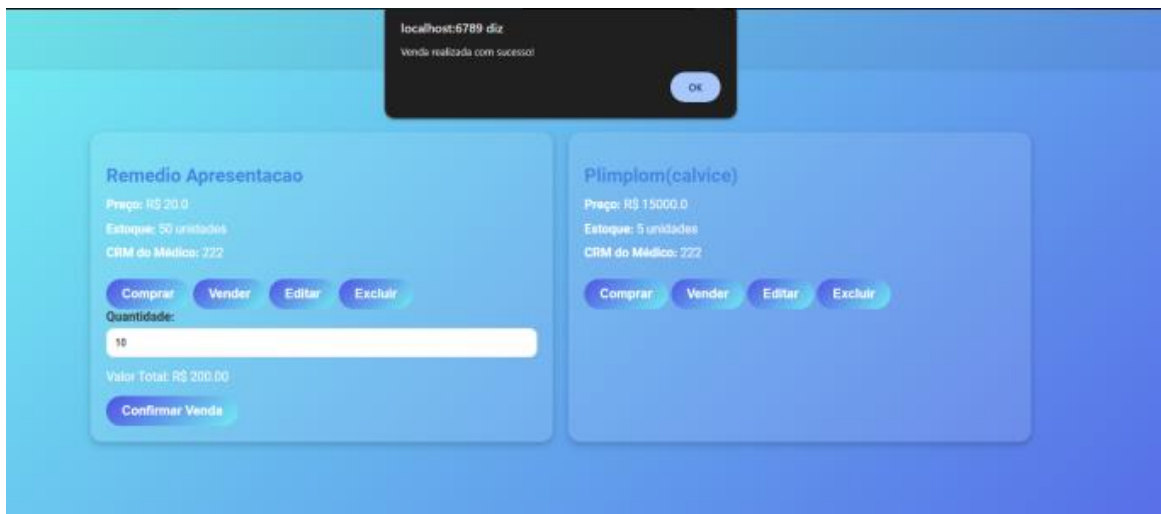 localhost:6789 diz
Venda realizada com sucesso!
OK
Remedio Apresentacao
Preço: R$ 20.0
Estoque: 50 unidades
CRM do Médico: 222
Comprar Vender Editar Excluir
Quantidade:
10
Valor Total: R$ 200.00
Confirmar Venda
Plimplom(calvice)
Preço: R$ 15000.0
Estoque: 5 unidades
CRM do Médico: 222
Comprar Vender Editar Excluir